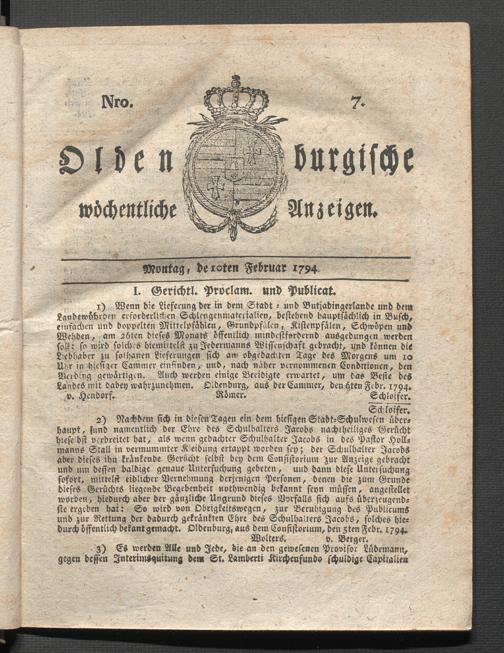 Nro. 7.
Oldenburgische
wöchentliche Anzeigen.
Montag, de 10ten Februar 1794
I. Gerichtl. Proclam. und Publicat.
1) Wenn die Lieferung der in dem Stadt- und Butjadingerlande und dem
Landewührden erforderlichen Schlengenmaterialien, bestehend hauptsächlich in Busch,
einfachen und doppelten Mittelpfählen, Grundpfälen, Kistenpfälen, Schwöpen und
Wehden, am 26ten dieses Monats öffentlich mindestfordernd ausgedungen werden
soll: so wird solches hiemittelst zu Jedermanns Wissenschaft gebracht, und können die
Liebhaber zu solhanen Lieferungen sich am obgedachten Tage des Morgens um 10
Uhr in hiesiger Cammer einfinden, und, nach näher vernommenen Conditionen, den
Verding gewärtigen. Auch werden einige Beeidigte erwartet, um das Beste des
Landes mit dabey wahrzunehmen. Oldenburg, aus der Cammer, den 6ten Febr. 1794.
v. Hendorf. Römer. Schloifer.
Schloifer.
2) Nachdem sich in diesen Tagen ein dem hiesigen Stadt-Schulwesen über-
haupt, und namentlich der Ehre des Schulhalters Jacobs nachtheiliges Gerücht
hieselbst verbreitet hat, als wenn gedachter Schulhalter Jacobs in des Pastor Holl-
manns Stall in vermummter Kleidung ertappt worden sey; der Schulhalter Jacobs
aber dieses ihn kränkende Gerücht selbst bey dem Consistorium zur Anzeige gebracht
und um dessen baldige genaue Untersuchung gebeten, und dann diese Untersuchung
sofort, mittelst eidlicher Vernehmung derjenigen Personen, denen die zum Grunde
dieses Gerüchts liegende Begebenheit nothwendig bekannt seyn müssen, angestellet
worden, hiedurch aber der gänzliche Ungrund dieses Vorfalls sich aufs überzeugend-
ste ergeben hat: So wird von Obrigkeitswegen, zur Beruhigung des Publicums
und zur Rettung der dadurch gekränkten Ehre des Schulhalters Jacobs, solches hie-
durch öffentlich bekant gemacht. Oldenburg, aus dem Consistorium, den 5ten Febr. 1794.
Wolters. v. Berger.
3) Es werden Alle und Jede, die an den gewesenen Provisor Lüdemann,
gegen dessen Interimsquitung dem St. Lamberti Kirchenfundo schuldige Capitalien